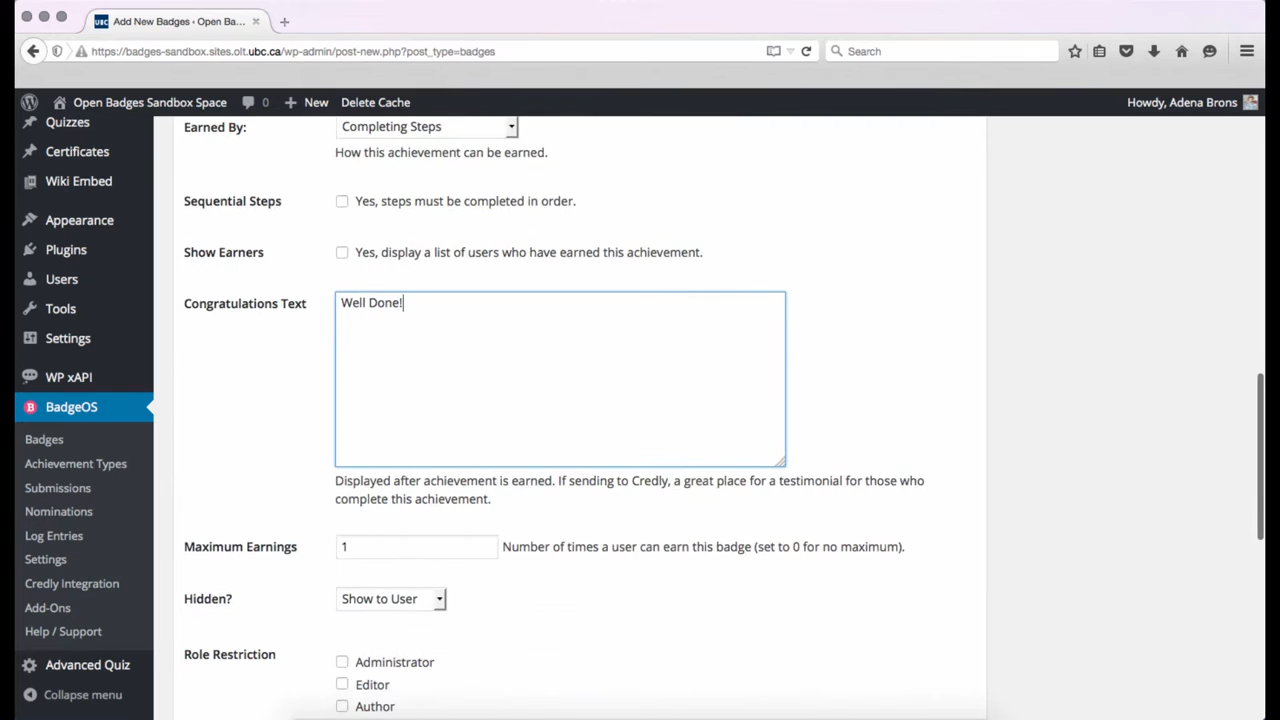 UBC Add New Badges ‹ Open Ba...
https://badges-sandbox.sites.olt.ubc.ca/wp-admin/post-new.php?post_type=badges
Search
Open Badges Sandbox Space 0 New Delete Cache
Howdy, Adena Brons
Quizzes
Certificates
Wiki Embed
Appearance
Plugins
Users
Tools
Settings
WP xAPI
BadgeOS
Badges
Achievement Types
Submissions
Nominations
Log Entries
Settings
Credly Integration
Add-Ons
Help / Support
Advanced Quiz
Collapse menu
Earned By: Completing Steps
How this achievement can be earned.
Sequential Steps Yes, steps must be completed in order.
Show Earners Yes, display a list of users who have earned this achievement.
Congratulations Text Well Done!
Displayed after achievement is earned. If sending to Credly, a great place for a testimonial for those who
complete this achievement.
Maximum Earnings 1 Number of times a user can earn this badge (set to 0 for no maximum).
Hidden? Show to User
Role Restriction
Administrator
Editor
Author